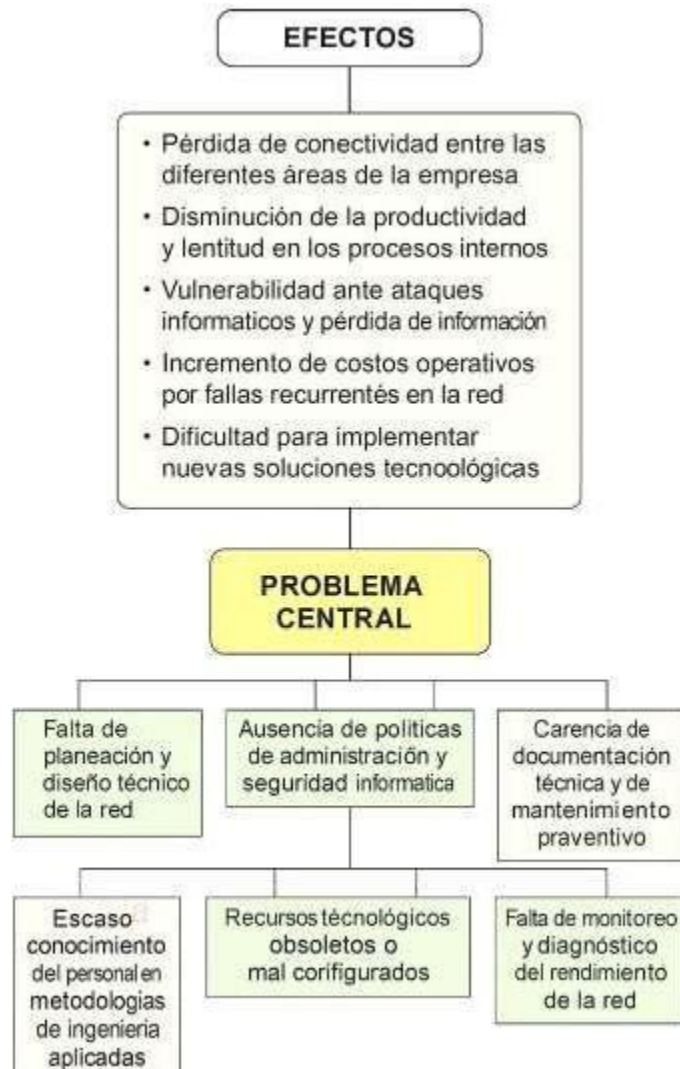 EFECTOS
• Pérdida de conectividad entre las
diferentes áreas de la empresa
• Disminución de la productividad
y lentitud en los procesos internos
• Vulnerabilidad ante ataques
informaticos y pérdida de información
• Incremento de costos operativos
por fallas recurrentés en la red
• Dificultad para implementar
nuevas soluciones tecnoológicas
PROBLEMA
CENTRAL
Falta de
planeación y
diseño técnico
de la red
Ausencia de politicas
de administración y
seguridad informatica
Carencia de
documentación
técnica y de
mantenimiento
praventivo
Escaso
conocimiento
del personal en
metodologias
de ingenieria
aplicadas
Recursos técnológicos
obsoletos o
mal corifigurados
Falta de monitoreo
y diagnóstico
del rendimiento
de la red